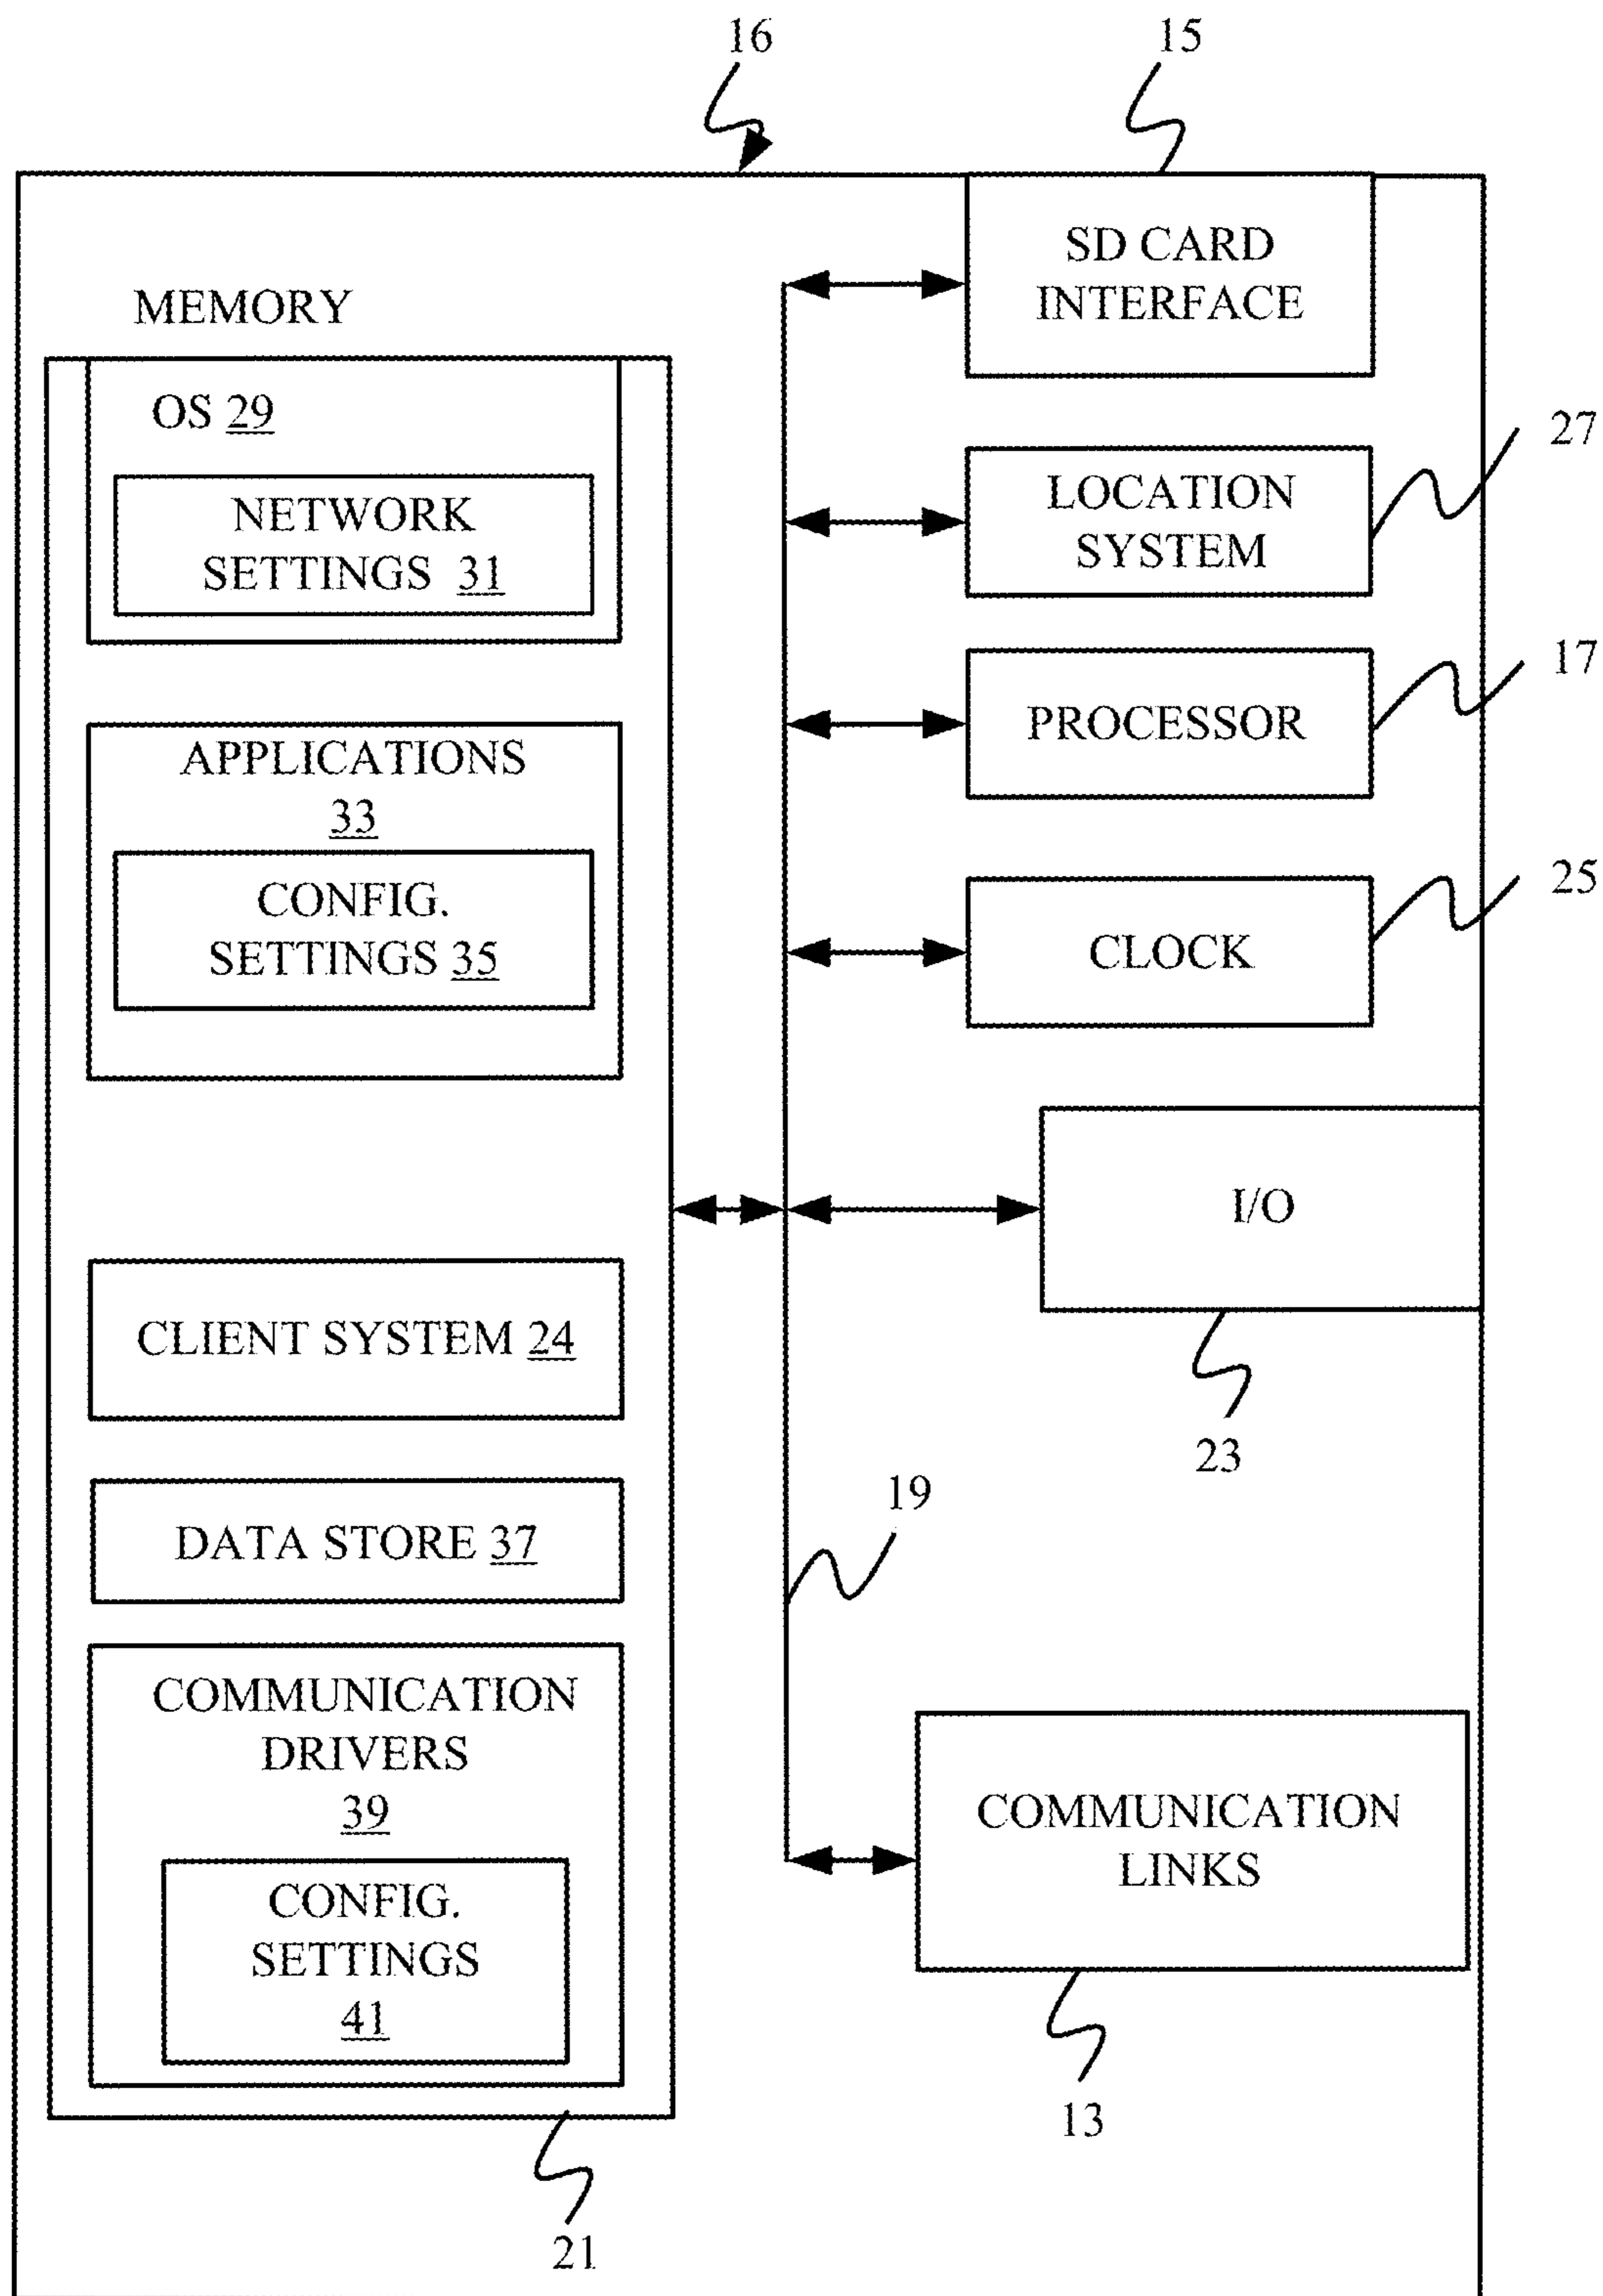 16
15
SD CARD
INTERFACE
MEMORY
OS 29
NETWORK
SETTINGS 31
27
LOCATION
SYSTEM
17
PROCESSOR
APPLICATIONS
33
CONFIG.
SETTINGS 35
25
CLOCK
I/O
23
CLIENT SYSTEM 24
19
DATA STORE 37
COMMUNICATION
DRIVERS
39
CONFIG.
SETTINGS
41
COMMUNICATION
LINKS
13
21